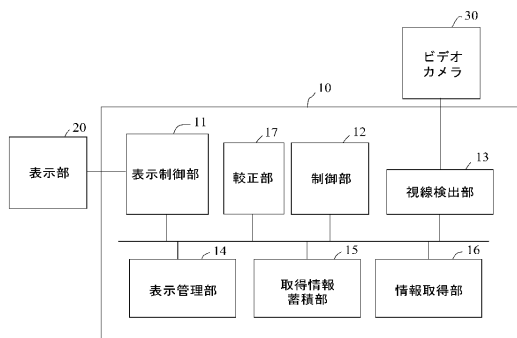 30
ビデオ
カメラ
10
20
11
17
12
13
表示部
表示制御部
較正部
制御部
視線検出部
14
15
16
表示管理部
取得情報
蓄積部
情報取得部